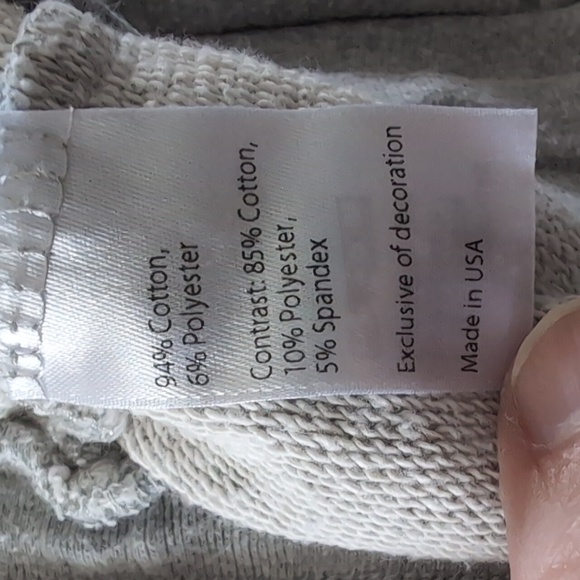 94% Cotton,
6% Polyester
Contrast: 85% Cotton,
10% Polyester,
5% Spandex
Exclusive of decoration
Made in USA